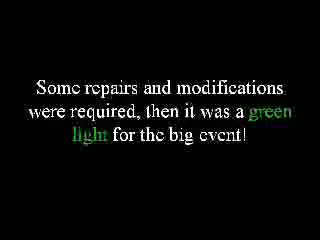 Some repairs and modifications
were required, then it was a green
light for the big event!